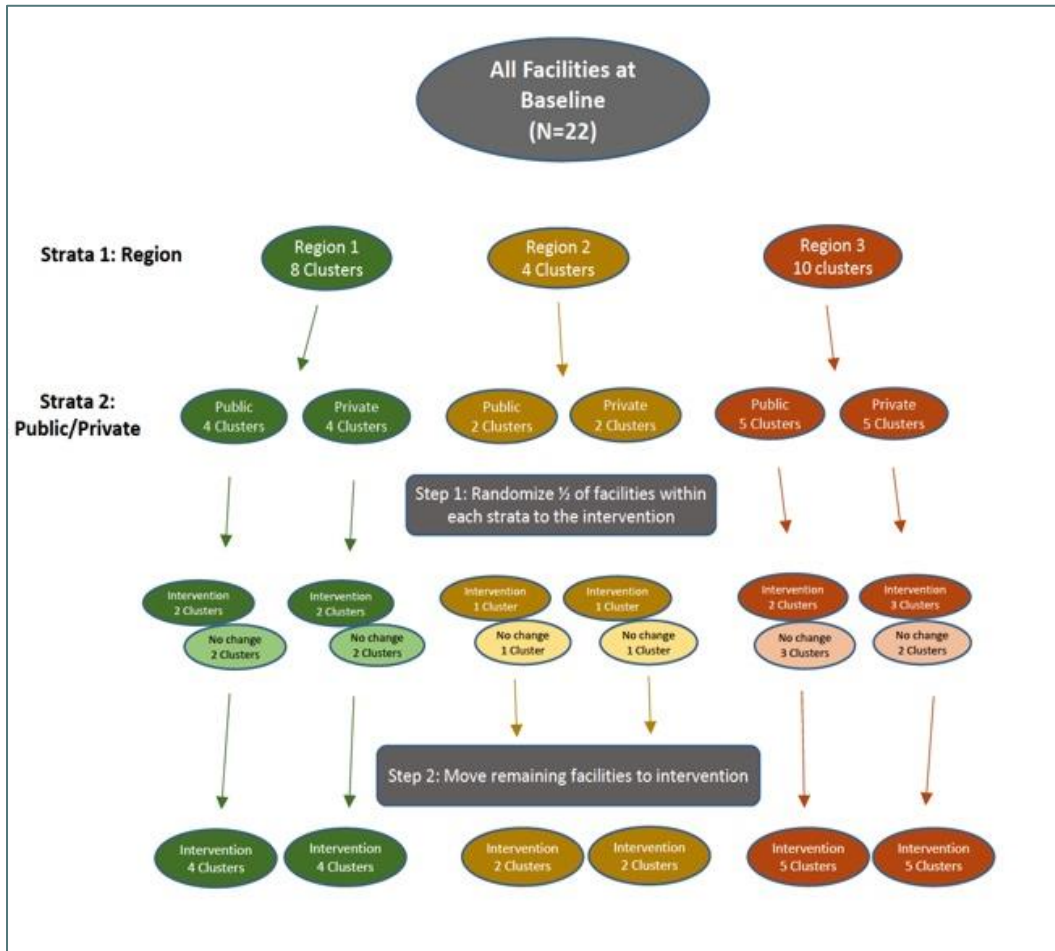 All Facilities at
Baseline
(N=22)
Strata 1: Region
Region 1
8 Clusters
Region 2
4 Clusters
Region 3
10 clusters
Strata 2:
Public/Private
Public
4 Clusters
Private
4 Clusters
Public
2 Clusters
Private
2 Clusters
Public
5 Clusters
Private
5 Clusters
Step 1: Randomize ½ of facilities within
each strata to the intervention
Intervention
2 Clusters
No change
2 Clusters
Intervention
2 Clusters
No change
2 Clusters
Intervention
1 Cluster
No change
1 Cluster
Intervention
1 Cluster
No change
1 Cluster
Intervention
2 Clusters
No change
3 Clusters
Intervention
3 Clusters
No change
2 Clusters
Step 2: Move remaining facilities to intervention
Intervention
4 Clusters
Intervention
4 Clusters
Intervention
2 Clusters
Intervention
2 Clusters
Intervention
5 Clusters
Intervention
5 Clusters